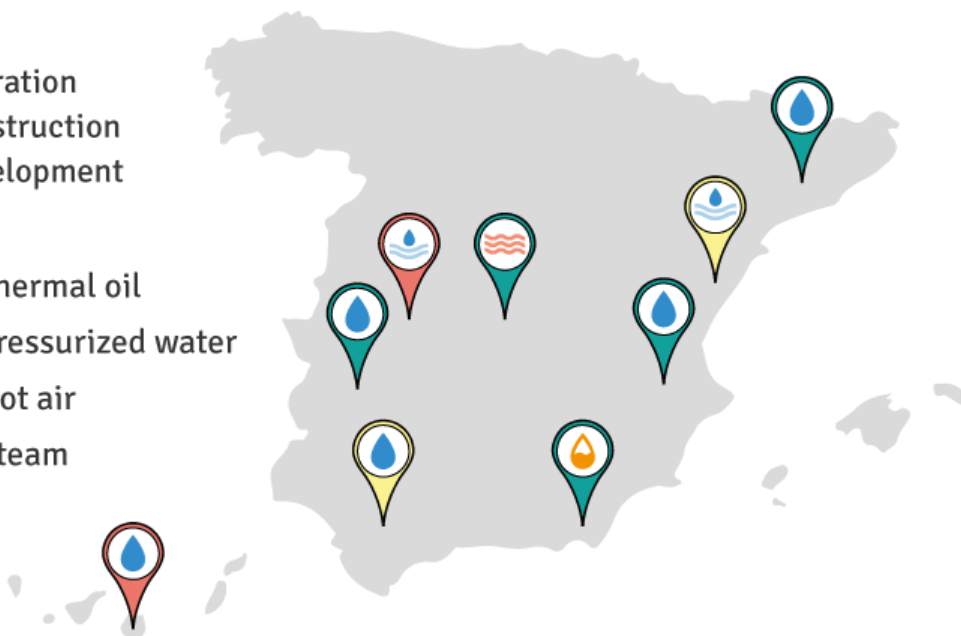 ration
struction
elopment
hermal oil
ressurized water
ot air
team